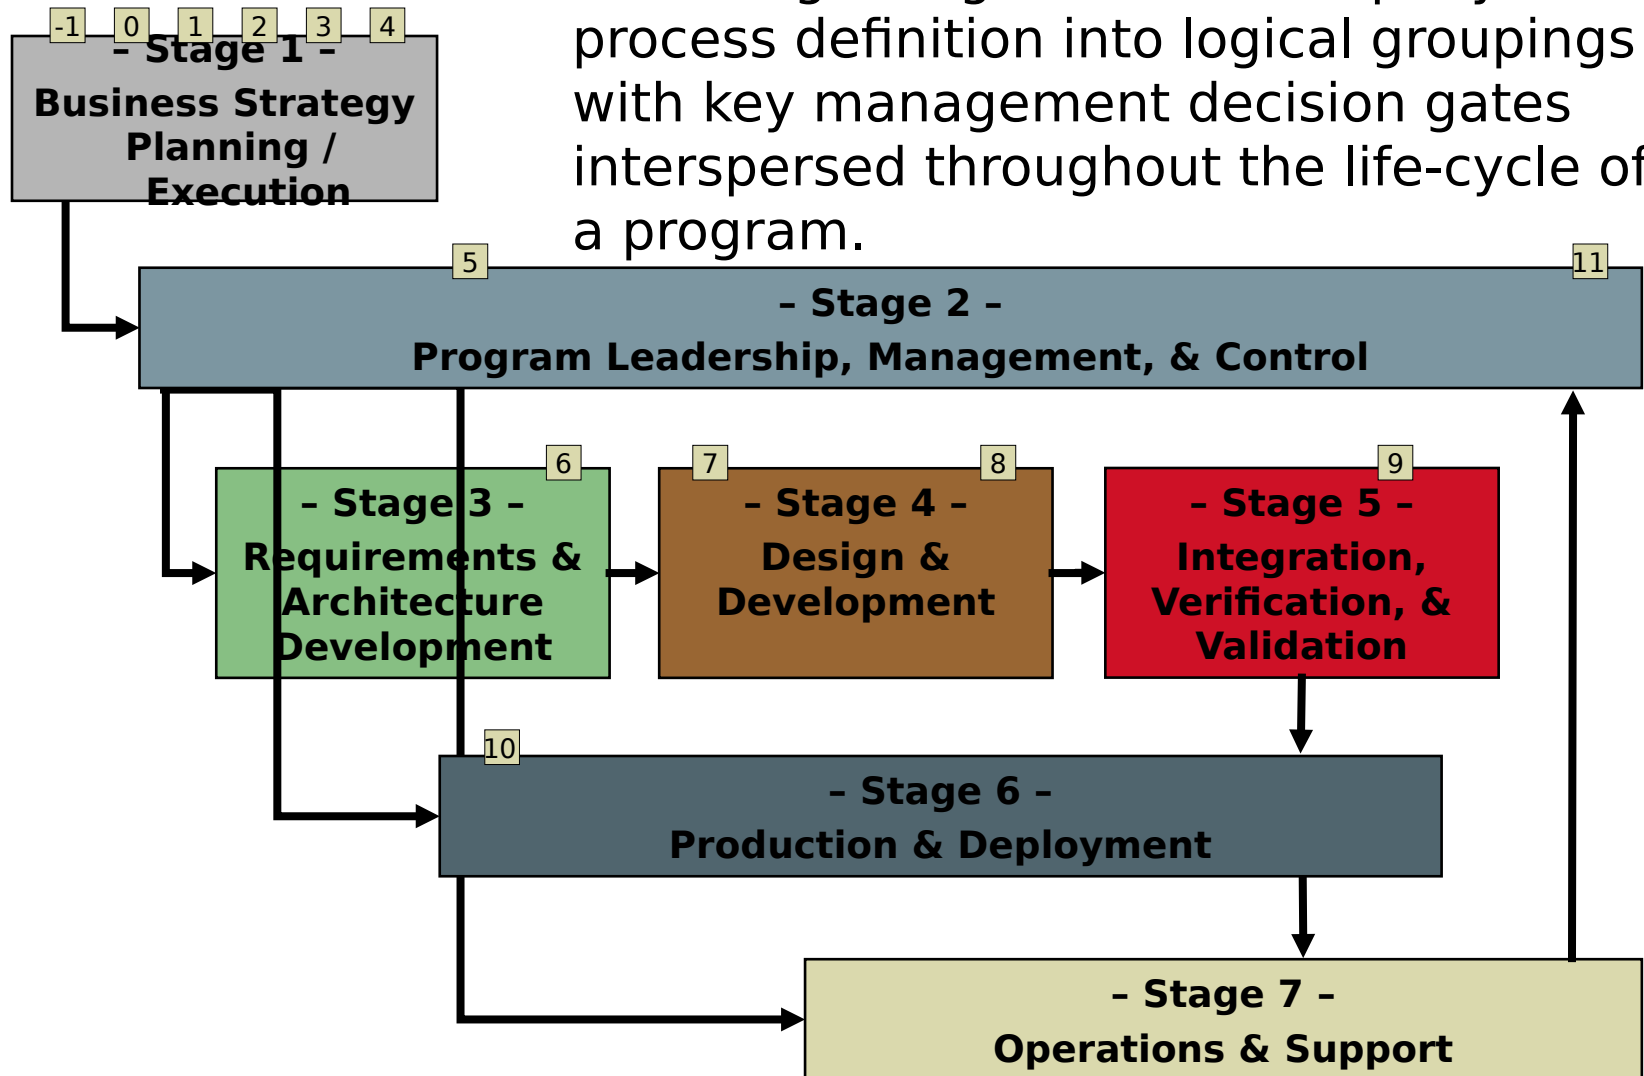 -1 0 1 2 3 4
– Stage 1 –
Business Strategy
Planning /
Execution
process definition into logical groupings
with key management decision gates
interspersed throughout the life-cycle of
a program.
5
11
– Stage 2 –
Program Leadership, Management, & Control
6
– Stage 3 –
Requirements &
Architecture
Development
7
8
– Stage 4 –
Design &
Development
9
– Stage 5 –
Integration,
Verification, &
Validation
10
– Stage 6 –
Production & Deployment
– Stage 7 –
Operations & Support